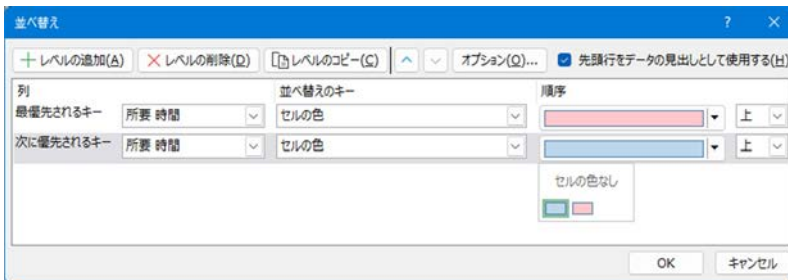 並べ替え ? ×
レベルの追加(A) レベルの削除(D) レベルのコピー(C) オプション(O)... 先頭行をデータの見出しとして使用する(H)
列 並べ替えのキー 順序
最優先されるキー 所要 時間 セルの色 上
次に優先されるキー 所要 時間 セルの色 上
セルの色なし
OK キャンセル